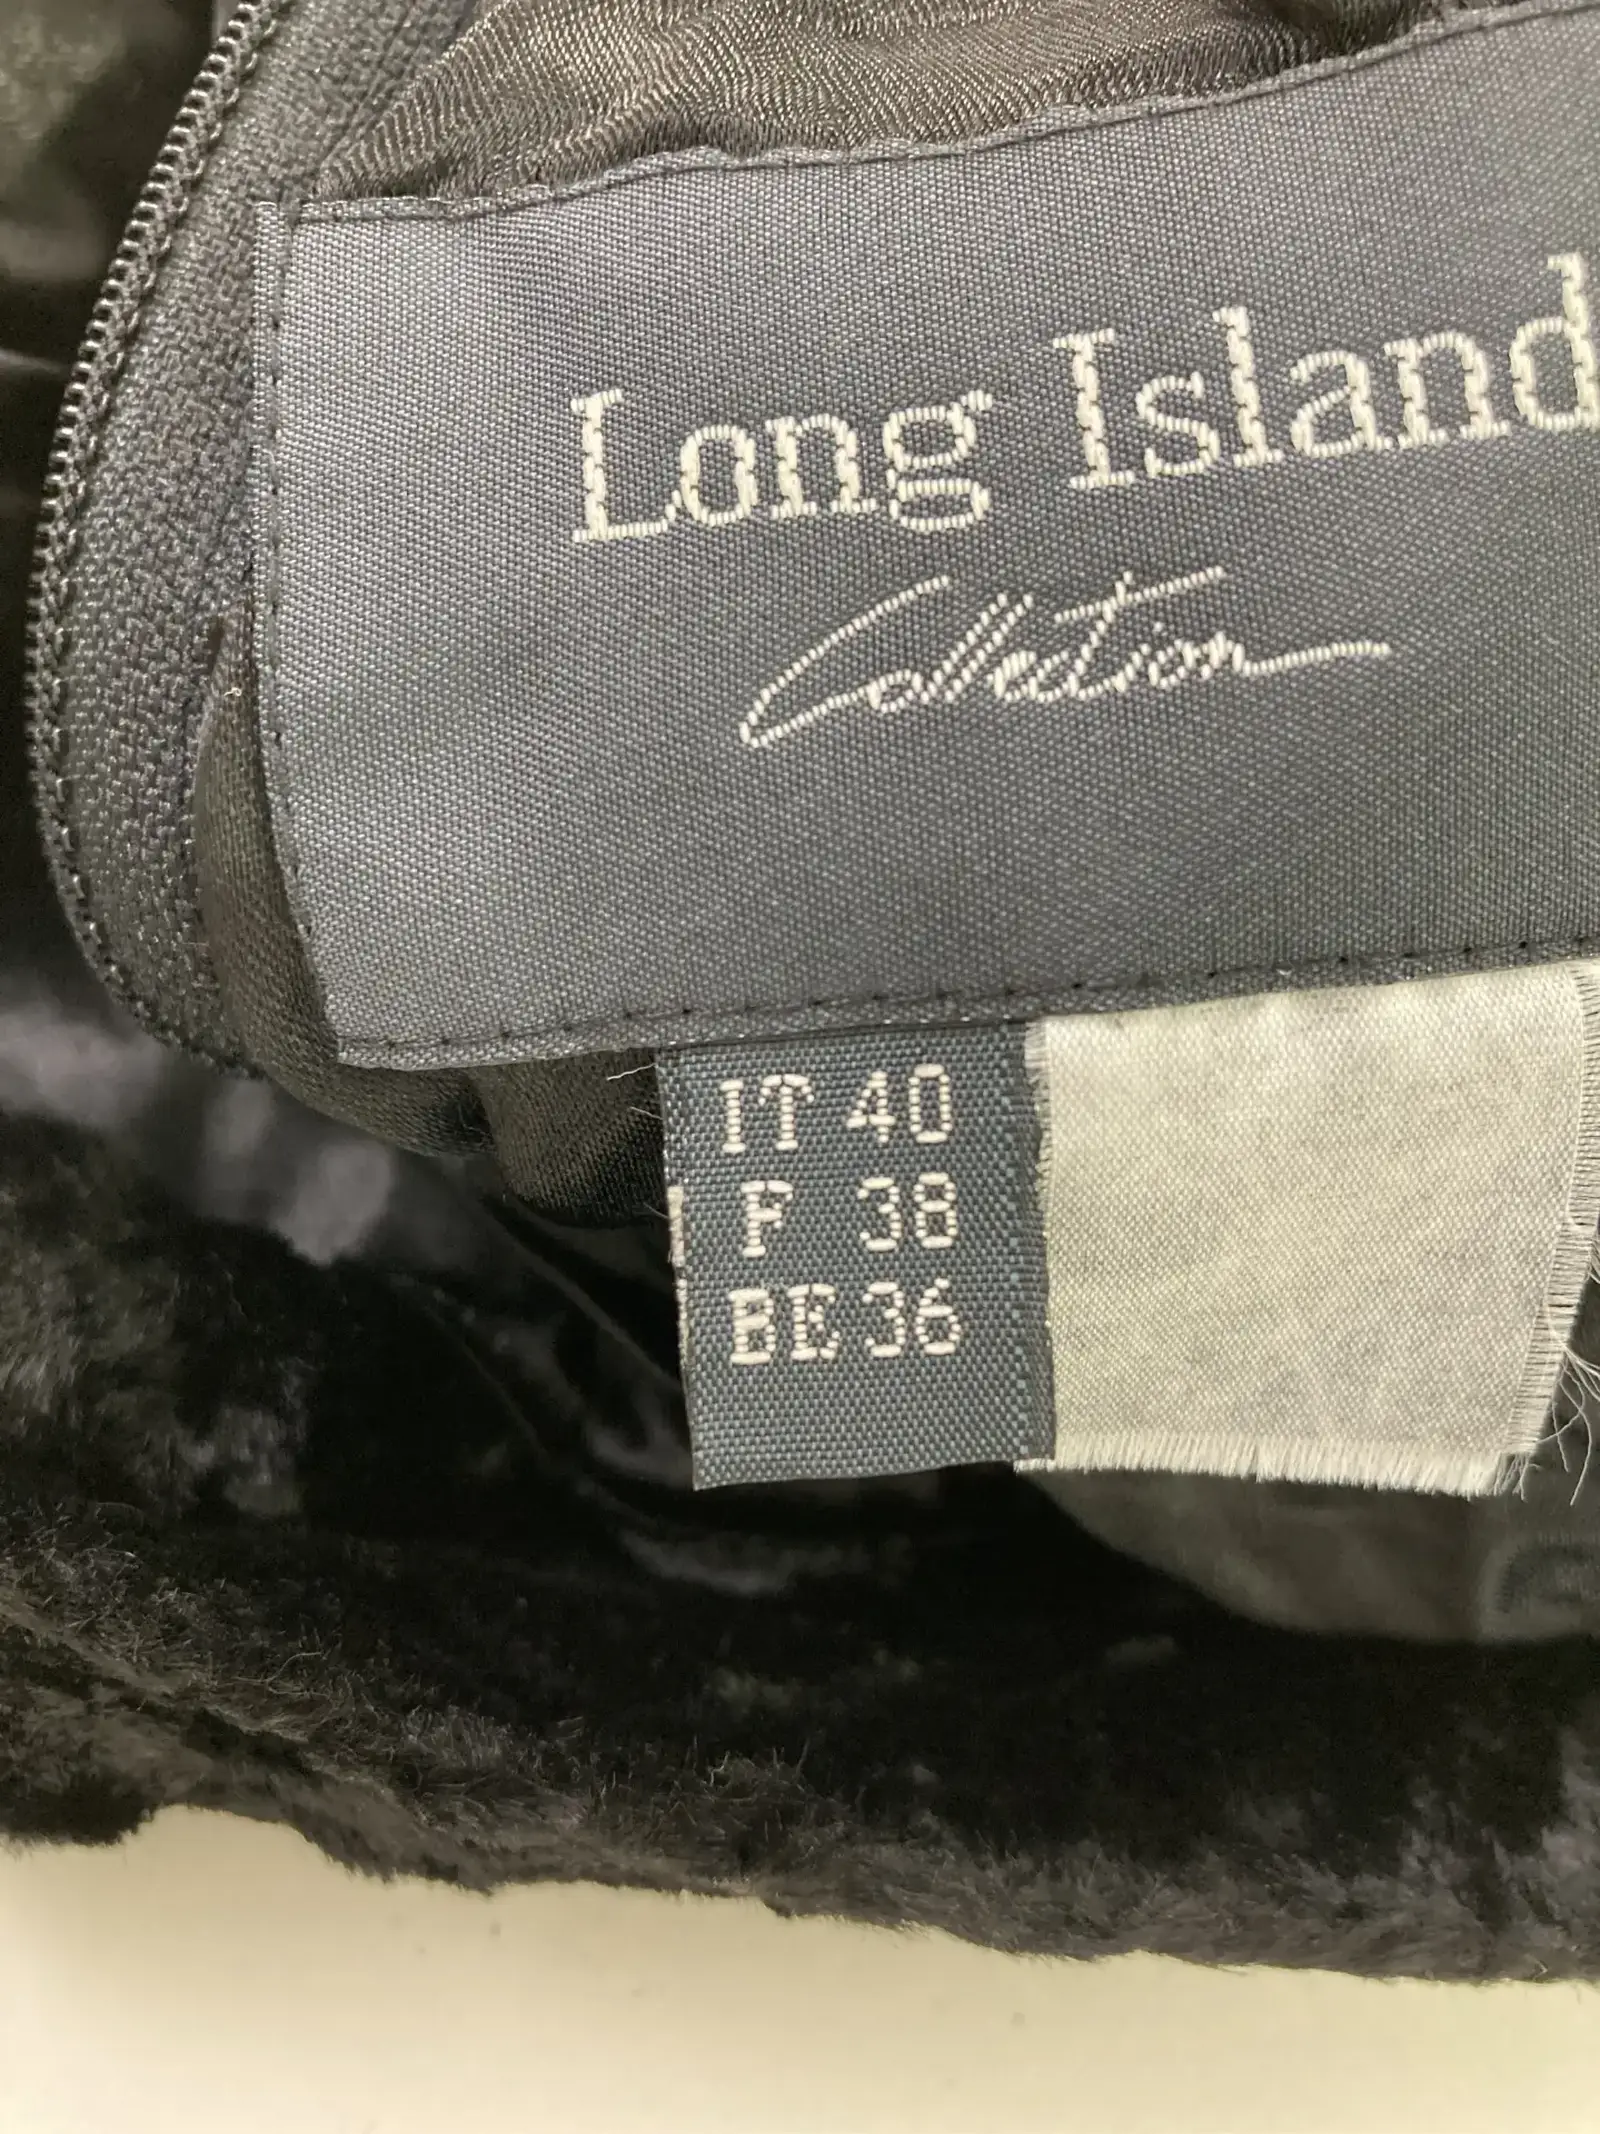 Long Island
Collection
IT 40
F 38
BE 36